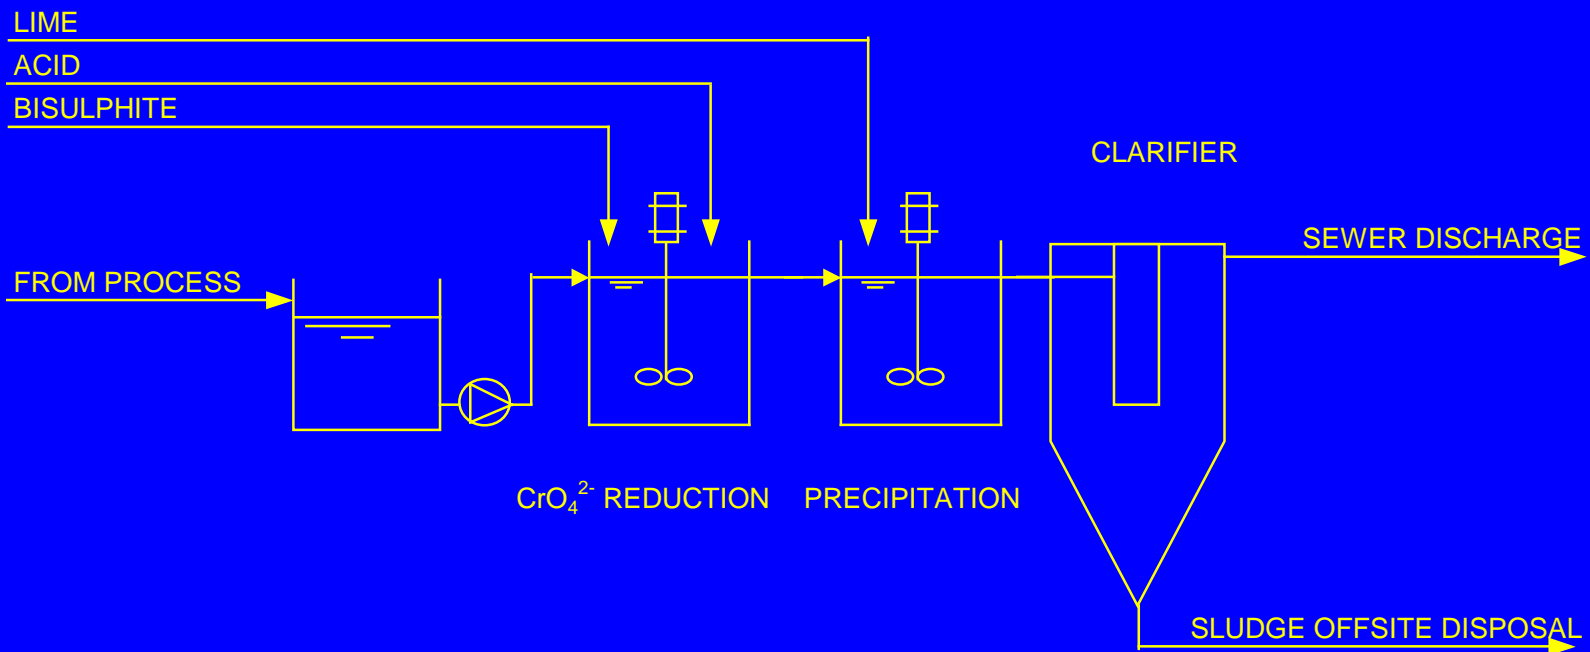 LIME
ACID
BISULPHITE
CLARIFIER
SEWER DISCHARGE
FROM PROCESS
CrO₄²⁻ REDUCTION
PRECIPITATION
SLUDGE OFFSITE DISPOSAL